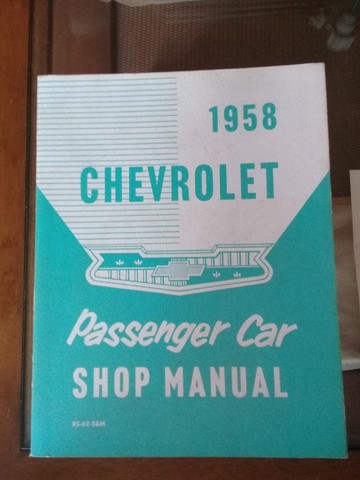 1958
CHEVROLET
Passenger Car
SHOP MANUAL